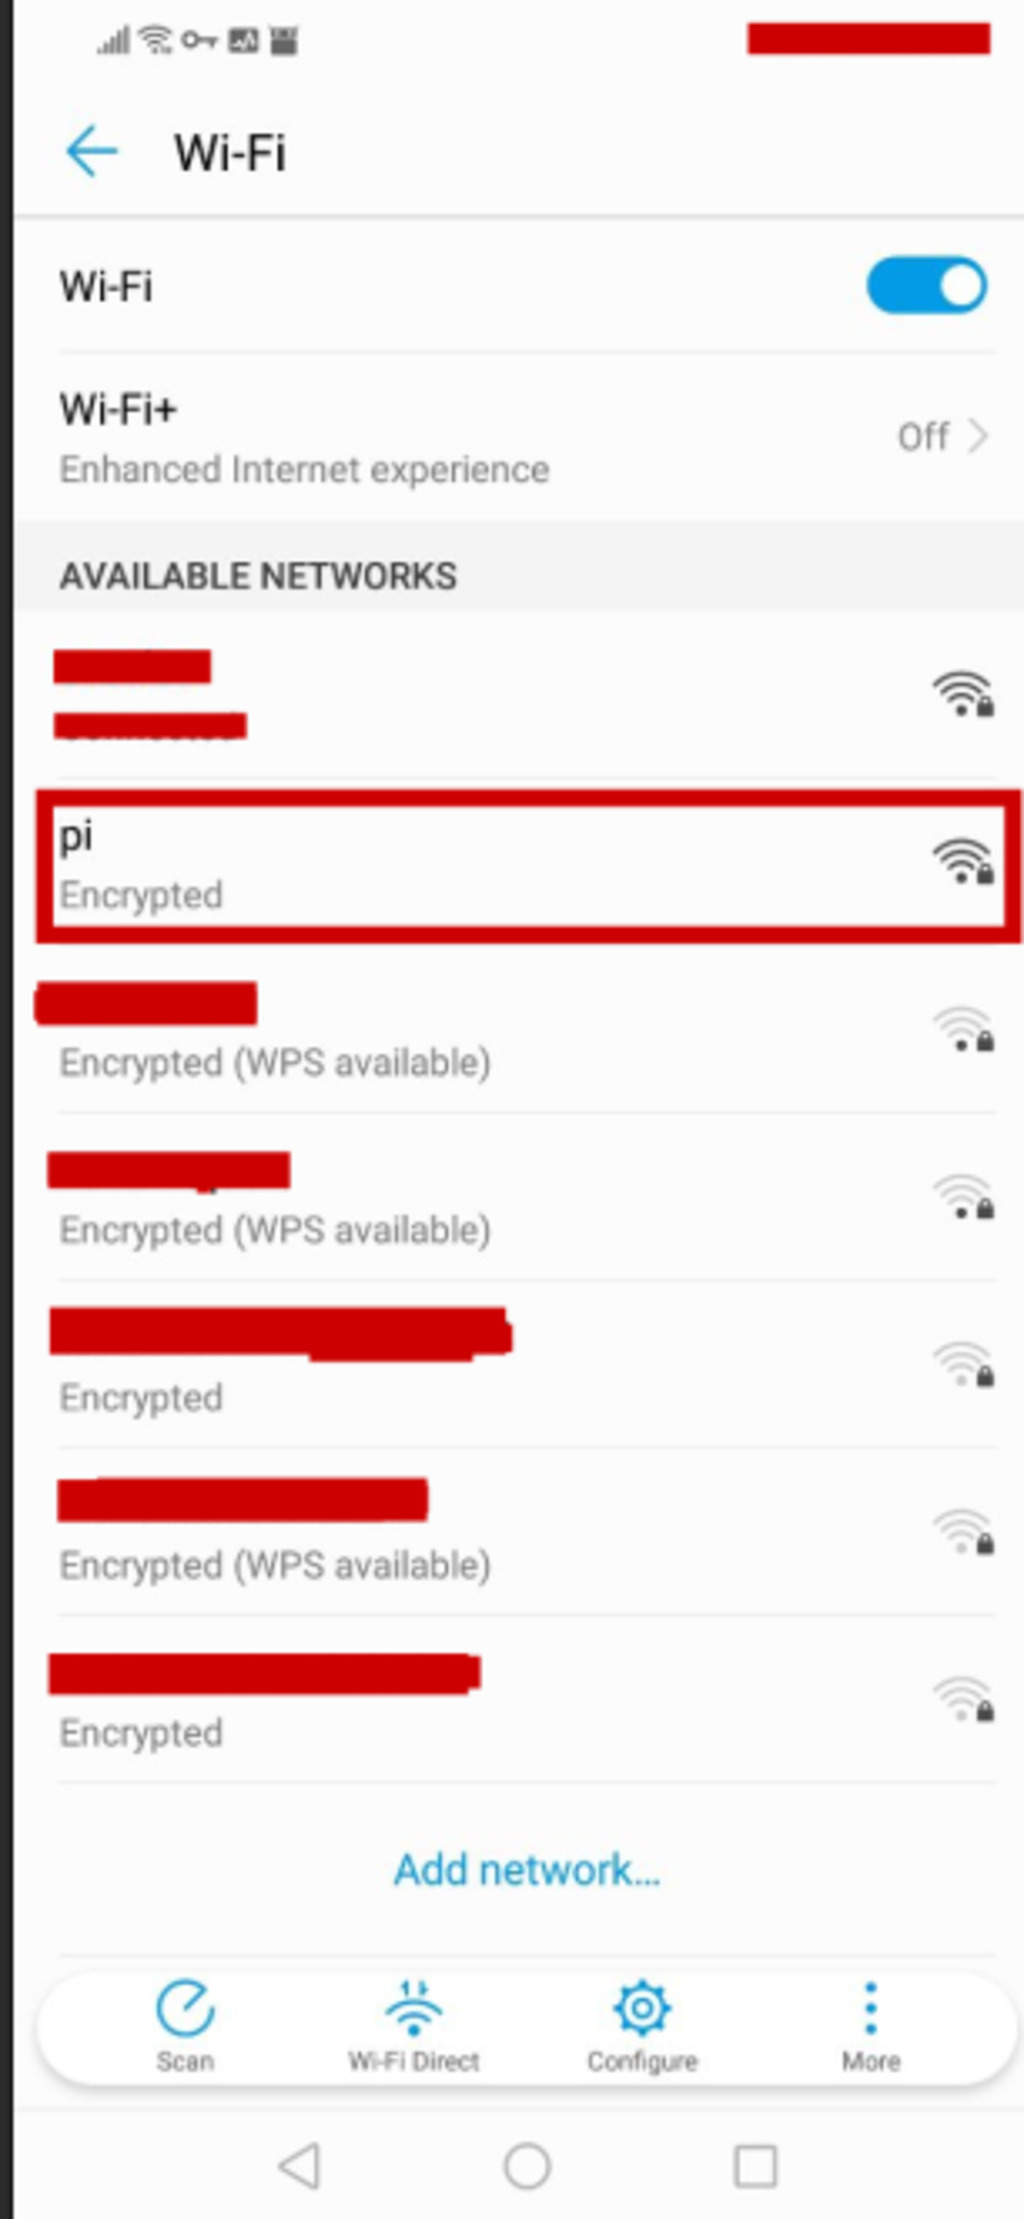 Wi-Fi
Wi-Fi
Wi-Fi+
Enhanced Internet experience
Off
AVAILABLE NETWORKS
pi
Encrypted
Encrypted (WPS available)
Encrypted (WPS available)
Encrypted
Encrypted (WPS available)
Encrypted
Add network...
Scan
Wi-Fi Direct
Configure
More